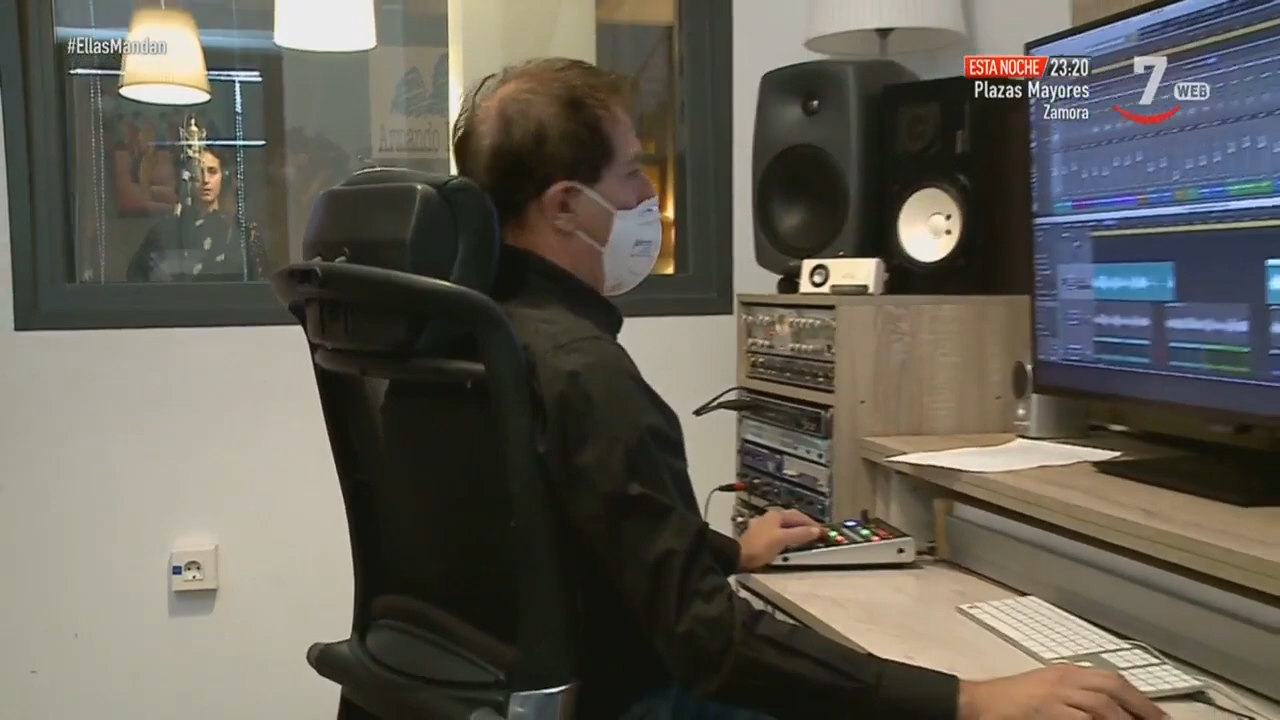 #EllasMandan
ESTA NOCHE 23:20
Plazas Mayores
Zamora
7 WEB